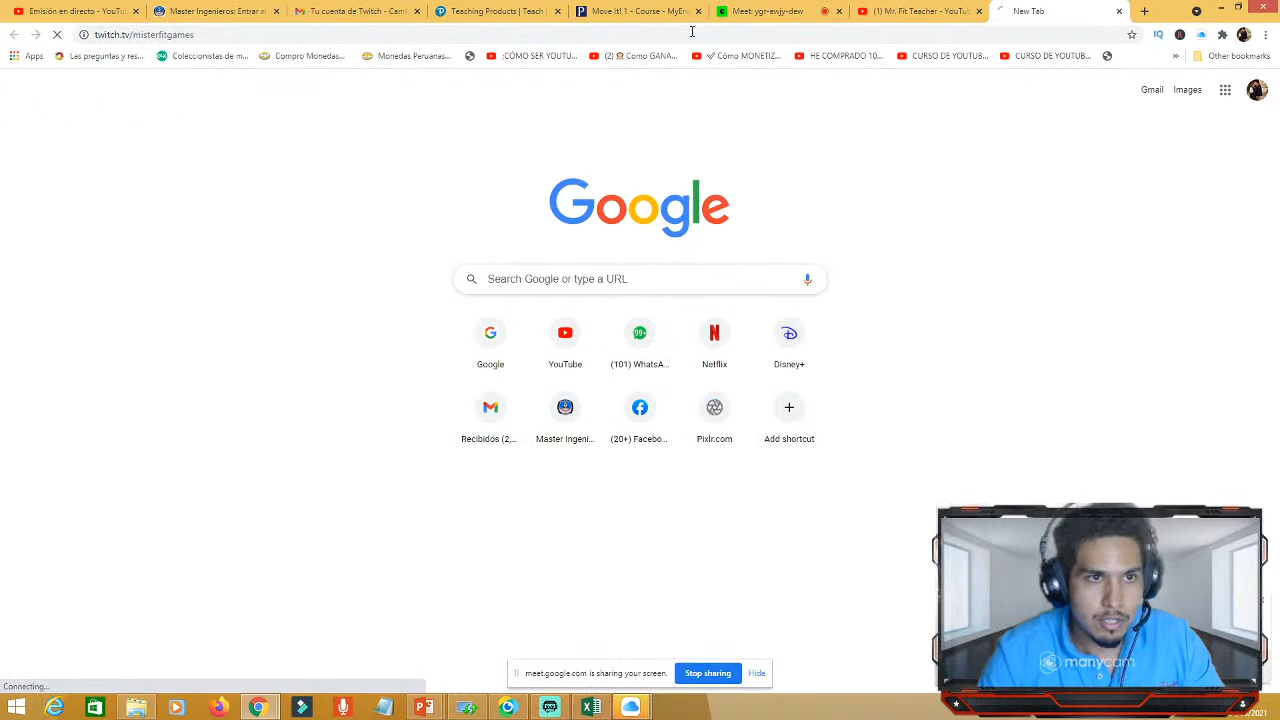 Emisión en directo - YouTu
Master Ingenieros: Entrar a
Tu cuenta de Twitch - Cami
Teaching Products | Teach
Move It! 1 - Course - MyEn
Meet: ygr-ewjy-dew
(1) Mr. Fit Teacher - YouTu
New Tab
twitch.tv/misterfitgames
Apps
Las preguntas y res...
Coleccionistas de m...
Compro Monedas...
Monedas Peruanas...
¡CÓMO SER YOUTU...
(2) Como GANA...
Cómo MONETIZ...
HE COMPRADO 10...
CURSO DE YOUTUB...
CURSO DE YOUTUB...
»
Other bookmarks
Gmail
Images
Google
Search Google or type a URL
99+
Google
YouTube
(101) WhatsA...
Netflix
Disney+
Recibidos (2,...
Master Ingeni...
(20+) Facebo...
Pixlr.com
Add shortcut
manycam
meet.google.com is sharing your screen.
Stop sharing
Hide
Connecting...
/2021